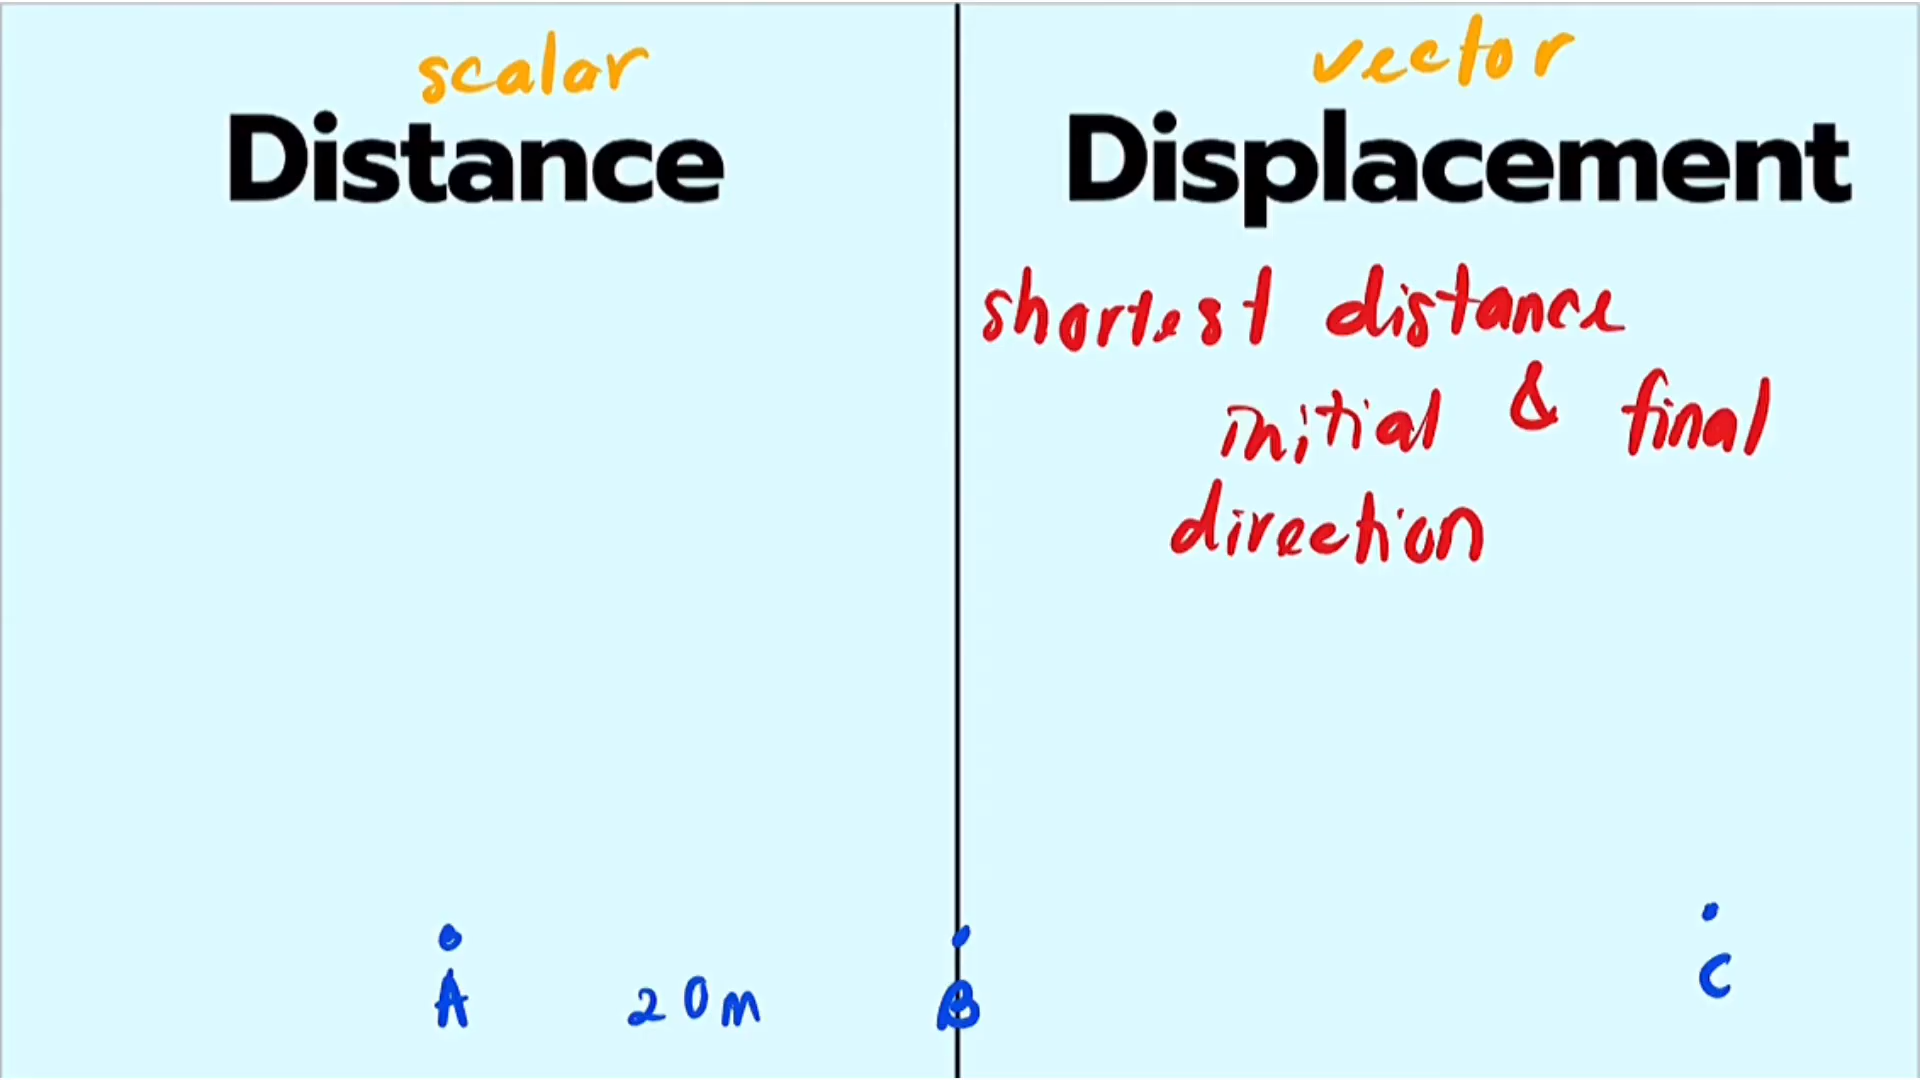 scalar
Distance
vector
Displacement
shortest distance
initial & final
direction
A 20m B C